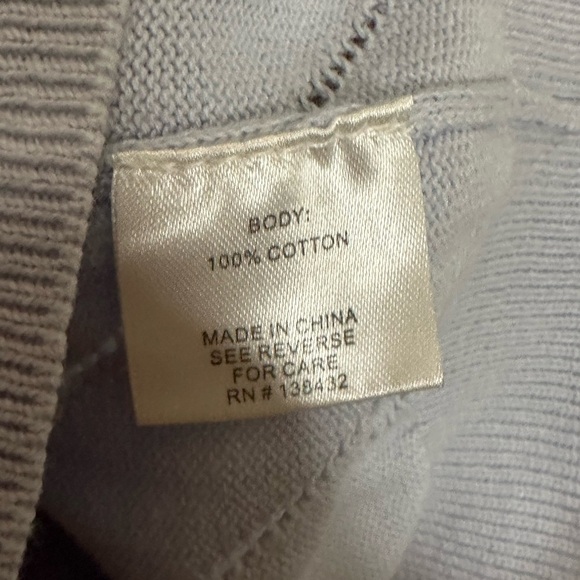 BODY:
100% COTTON
MADE IN CHINA
SEE REVERSE
FOR CARE
RN # 138432